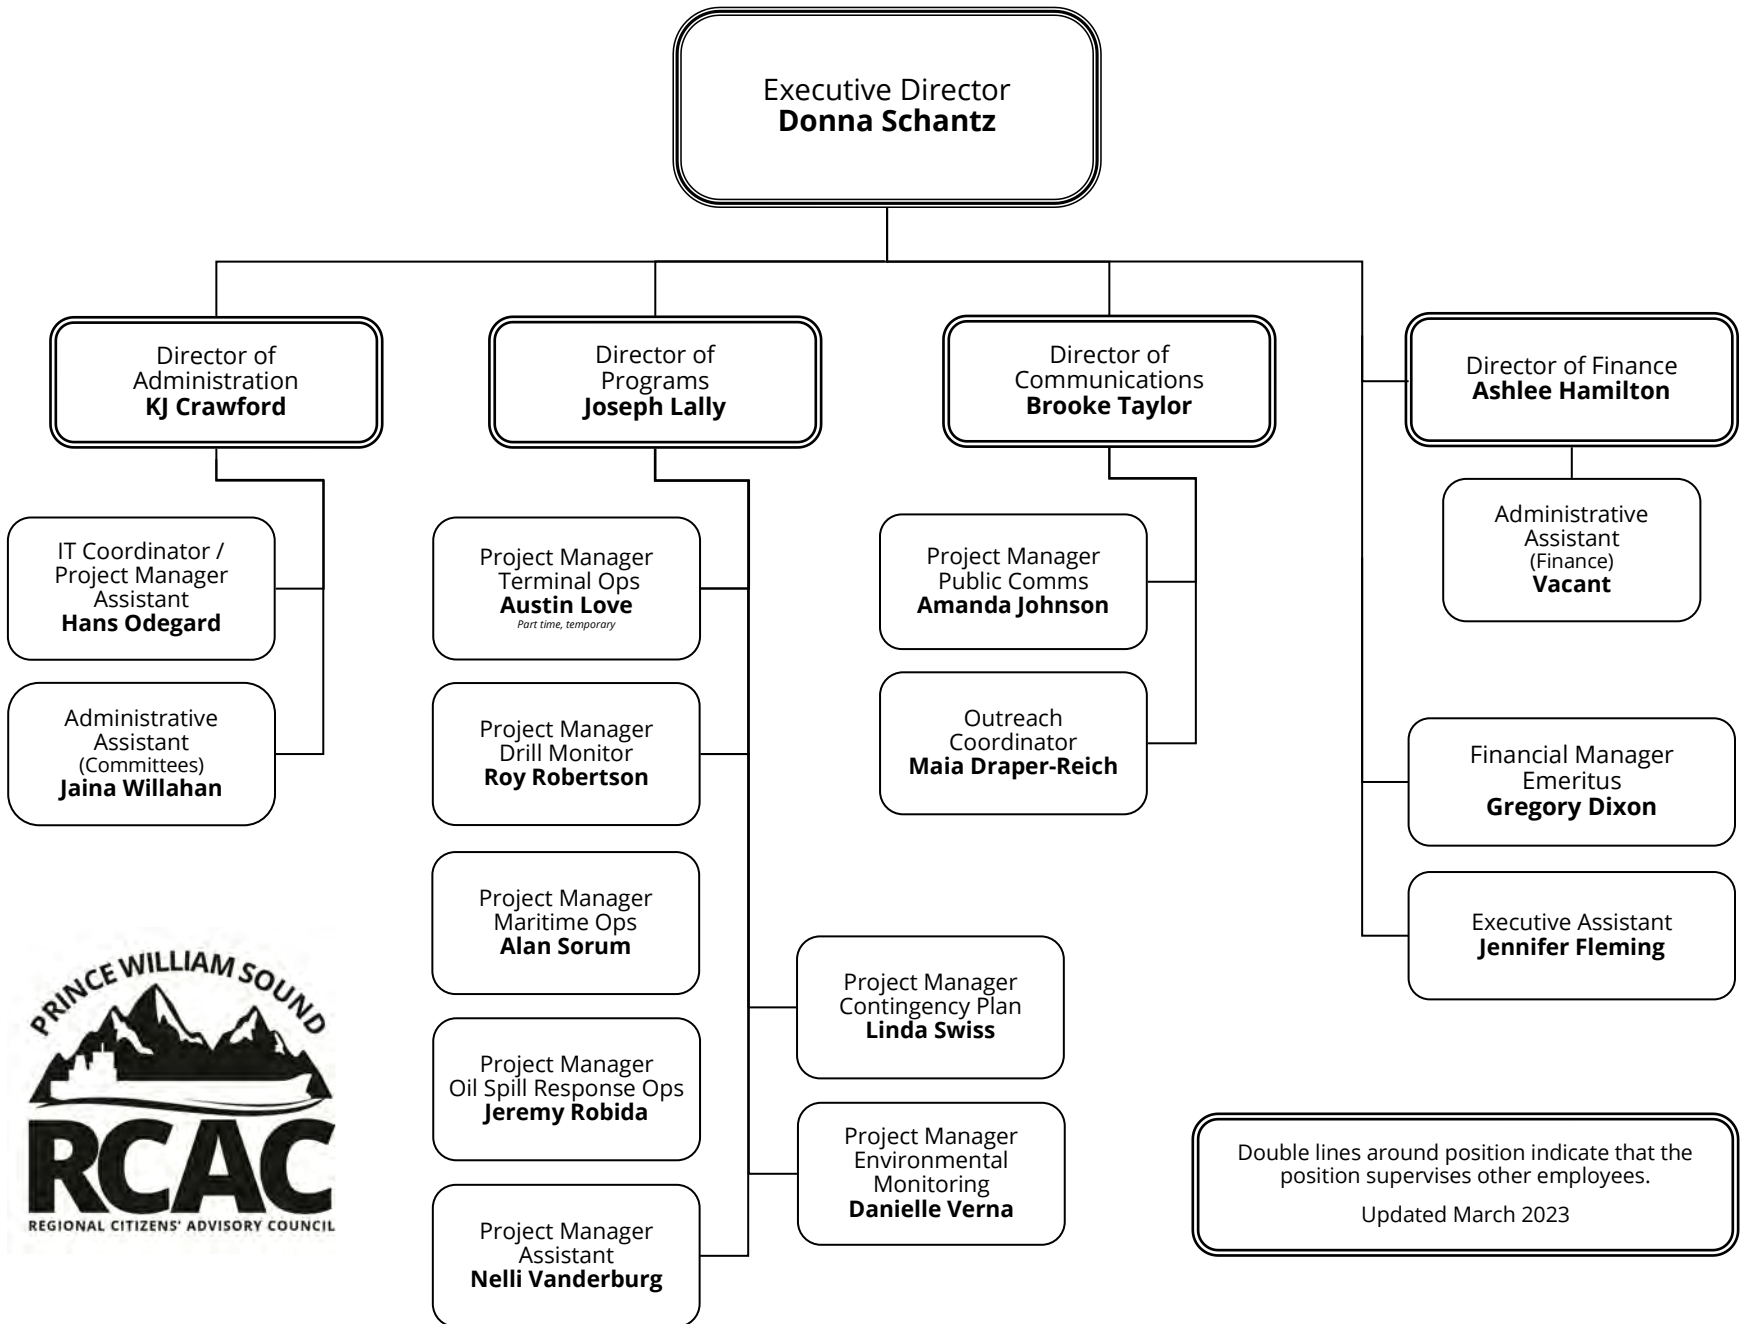 Executive Director
Donna Schantz
Director of
Administration
KJ Crawford
Director of
Programs
Joseph Lally
Director of
Communications
Brooke Taylor
Director of Finance
Ashlee Hamilton
IT Coordinator /
Project Manager
Assistant
Hans Odegard
Administrative
Assistant
(Committees)
Jaina Willahan
Project Manager
Terminal Ops
Austin Love
Part time, temporary
Project Manager
Drill Monitor
Roy Robertson
Project Manager
Maritime Ops
Alan Sorum
Project Manager
Oil Spill Response Ops
Jeremy Robida
Project Manager
Assistant
Nelli Vanderburg
Project Manager
Contingency Plan
Linda Swiss
Project Manager
Environmental
Monitoring
Danielle Verna
Project Manager
Public Comms
Amanda Johnson
Outreach
Coordinator
Maia Draper-Reich
Administrative
Assistant
(Finance)
Vacant
Financial Manager
Emeritus
Gregory Dixon
Executive Assistant
Jennifer Fleming
PRINCE WILLIAM SOUND
RCAC
REGIONAL CITIZENS' ADVISORY COUNCIL
Double lines around position indicate that the
position supervises other employees.
Updated March 2023